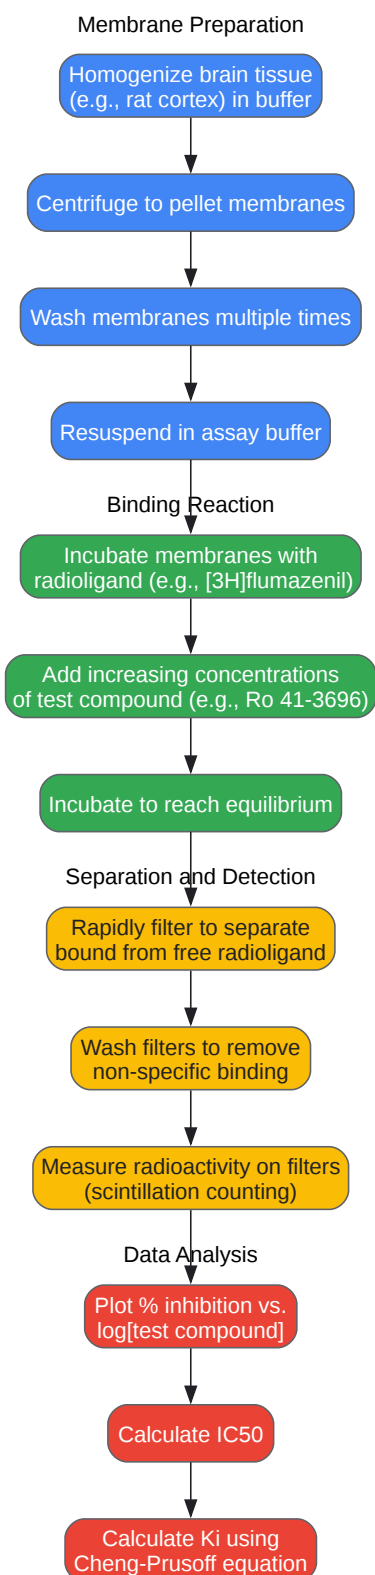 Membrane Preparation
Homogenize brain tissue
(e.g., rat cortex) in buffer
Centrifuge to pellet membranes
Wash membranes multiple times
Resuspend in assay buffer
Binding Reaction
Incubate membranes with
radioligand (e.g., [3H]flumazenil)
Add increasing concentrations
of test compound (e.g., Ro 41-3696)
Incubate to reach equilibrium
Separation and Detection
Rapidly filter to separate
bound from free radioligand
Wash filters to remove
non-specific binding
Measure radioactivity on filters
(scintillation counting)
Data Analysis
Plot % inhibition vs.
log[test compound]
Calculate IC50
Calculate Ki using
Cheng-Prusoff equation